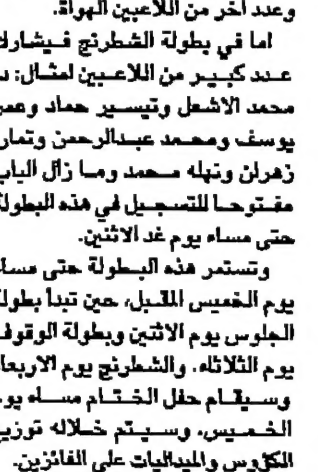 وعدد آخر من اللاعبين الهواة.
اما في بطولة الشطرنج فيشارك
عدد كبير من اللاعبين امثال:
محمد الاشعل وتيسير حماد وعمر
يوسف ومحمد عبدالرحمن وتمار
زهران ونهله محمد وما زال الباب
مفتوحا للتسجيل في هذه البطولة
حتى مساء يوم غد الاثنين.
وتستمر هذه البطولة حتى مساء
يوم الخميس المقبل، حين تبدأ بطولة
الجلوس يوم الاثنين وبطولة الوقوف
يوم الثلاثاء. والشطرنج يوم الاربعاء
وسيقام حفل الختام مساء يوم
الخميس، وسيتم خلاله توزيع
الكؤوس والميداليات على الفائزين.